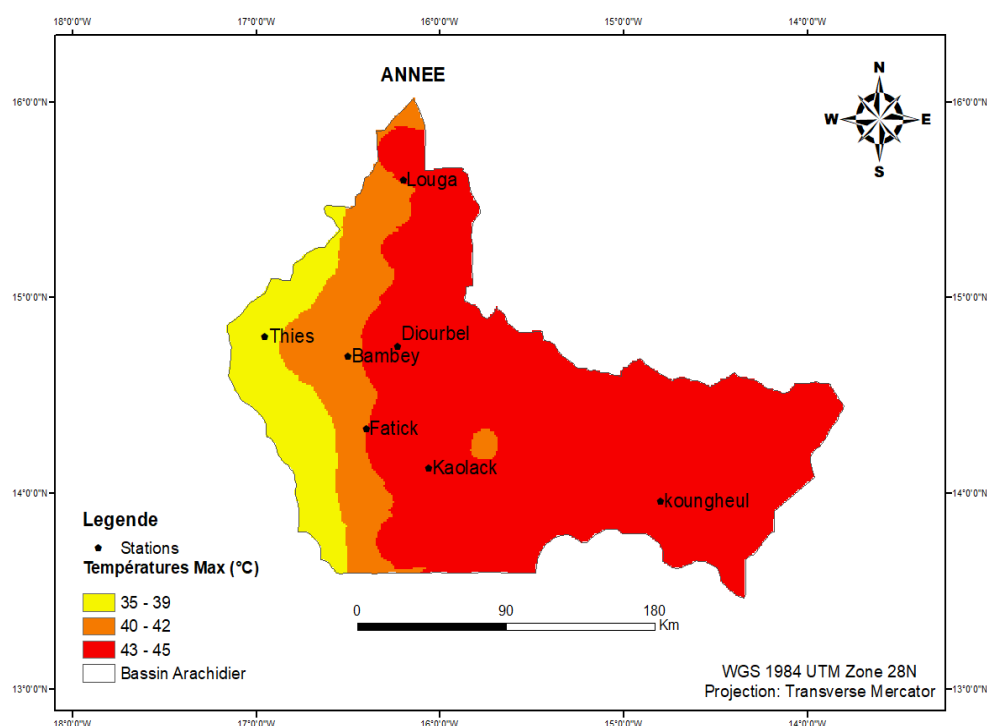 18°0'0"W 17°0'0"W 16°0'0"W 15°0'0"W 14°0'0"W
ANNEE
N
W E
S
16°0'0"N 16°0'0"N
Louga
15°0'0"N 15°0'0"N
Thies
Diourbel
Bambey
Fatick
Kaolack
14°0'0"N 14°0'0"N
koungheul
Legende
Stations
Températures Max (°C)
35 - 39
40 - 42
43 - 45
Bassin Arachidier
0 90 180
Km
WGS 1984 UTM Zone 28N
Projection: Transverse Mercator
13°0'0"N 13°0'0"N
18°0'0"W 17°0'0"W 16°0'0"W 15°0'0"W 14°0'0"W